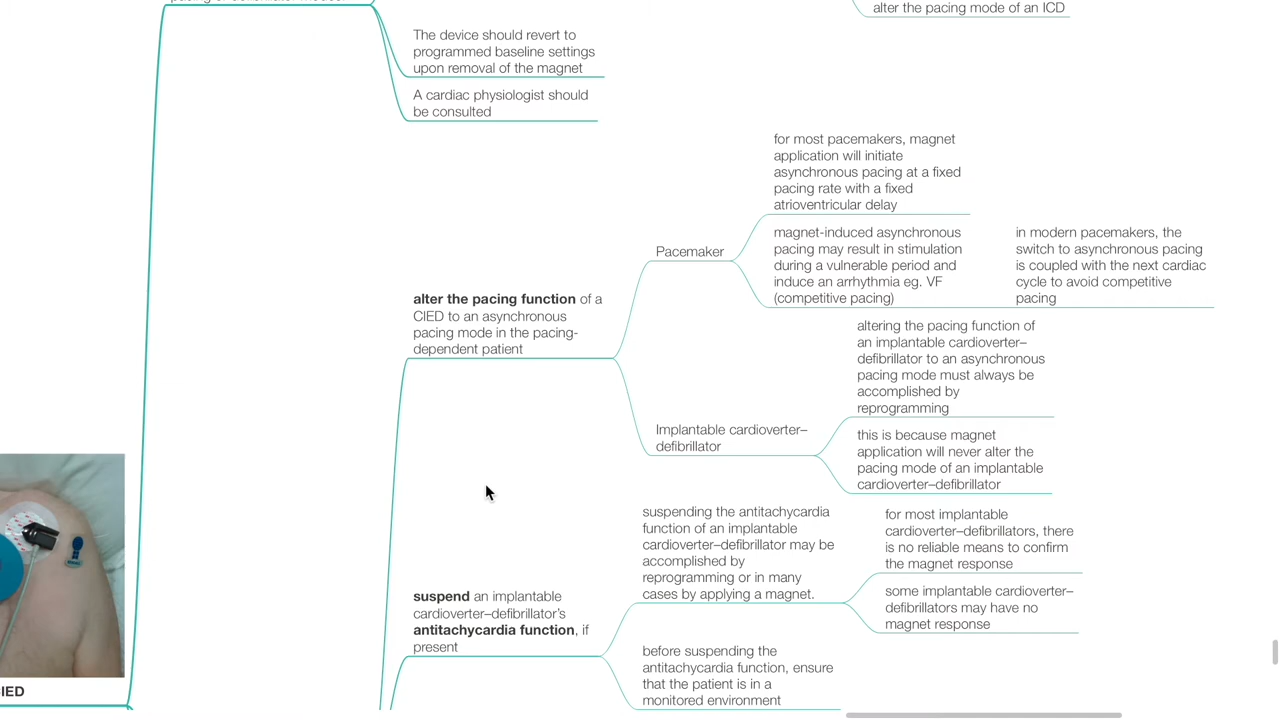 alter the pacing mode of an ICD
The device should revert to
programmed baseline settings
upon removal of the magnet
A cardiac physiologist should
be consulted
for most pacemakers, magnet
application will initiate
asynchronous pacing at a fixed
pacing rate with a fixed
atrioventricular delay
Pacemaker
magnet-induced asynchronous
pacing may result in stimulation
during a vulnerable period and
induce an arrhythmia eg. VF
(competitive pacing)
in modern pacemakers, the
switch to asynchronous pacing
is coupled with the next cardiac
cycle to avoid competitive
pacing
alter the pacing function of a
CIED to an asynchronous
pacing mode in the pacing-
dependent patient
altering the pacing function of
an implantable cardioverter–
defibrillator to an asynchronous
pacing mode must always be
accomplished by
reprogramming
Implantable cardioverter–
defibrillator
this is because magnet
application will never alter the
pacing mode of an implantable
cardioverter–defibrillator
suspending the antitachycardia
function of an implantable
cardioverter–defibrillator may be
accomplished by
reprogramming or in many
cases by applying a magnet.
for most implantable
cardioverter–defibrillators, there
is no reliable means to confirm
the magnet response
some implantable cardioverter–
defibrillators may have no
magnet response
suspend an implantable
cardioverter–defibrillator's
antitachycardia function, if
present
before suspending the
antitachycardia function, ensure
that the patient is in a
monitored environment